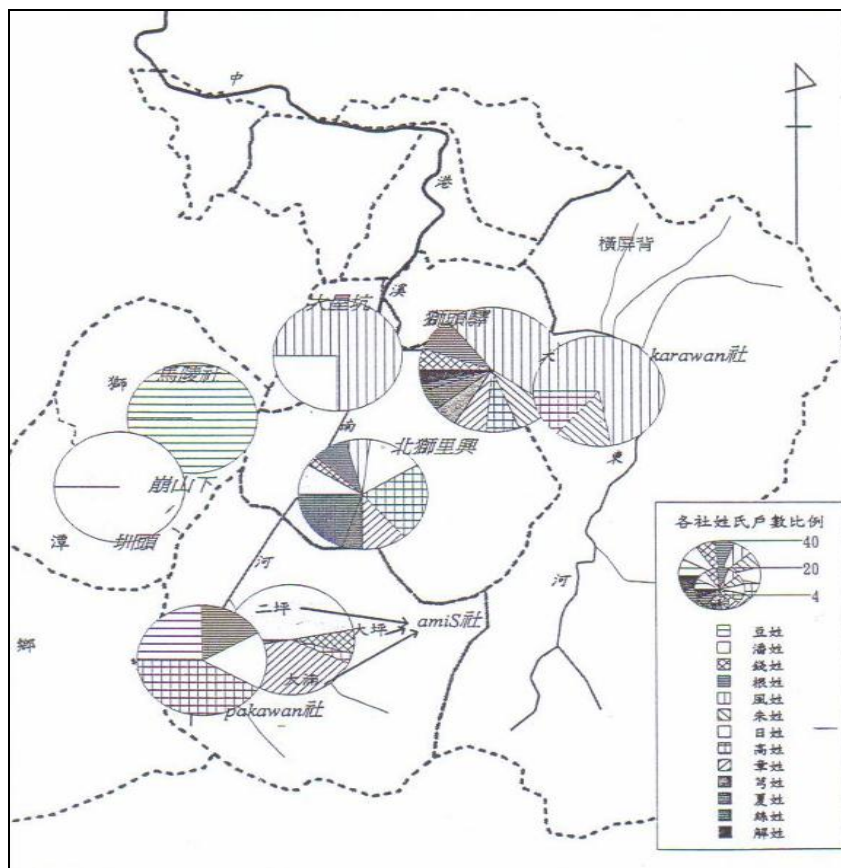 中
港
溪
橫屏背
大屋坑
獅頭驛
大
karawan社
馬陵社
獅
南
東
北獅里興
崩山下
圳頭
潭
河
河
二坪
大坪
amiS社
大湳
鄉
pakawan社
各社姓氏戶數比例
40
20
4
豆姓
潘姓
錢姓
根姓
風姓
朱姓
日姓
高姓
章姓
芎姓
夏姓
絲姓
解姓